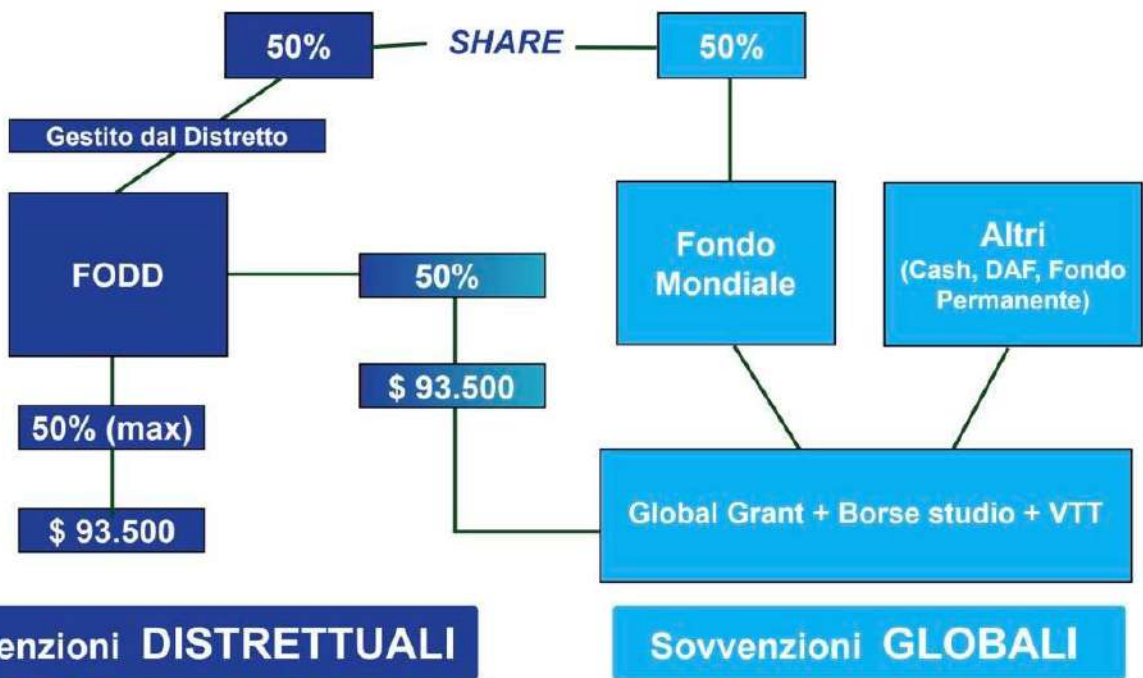 50%
SHARE
50%
Gestito dal Distretto
FODD
50%
Fondo
Mondiale
Altri
(Cash, DAF, Fondo
Permanente)
$ 93.500
50% (max)
$ 93.500
Global Grant + Borse studio + VTT
enzioni DISTRETTUALI
Sovvenzioni GLOBALI